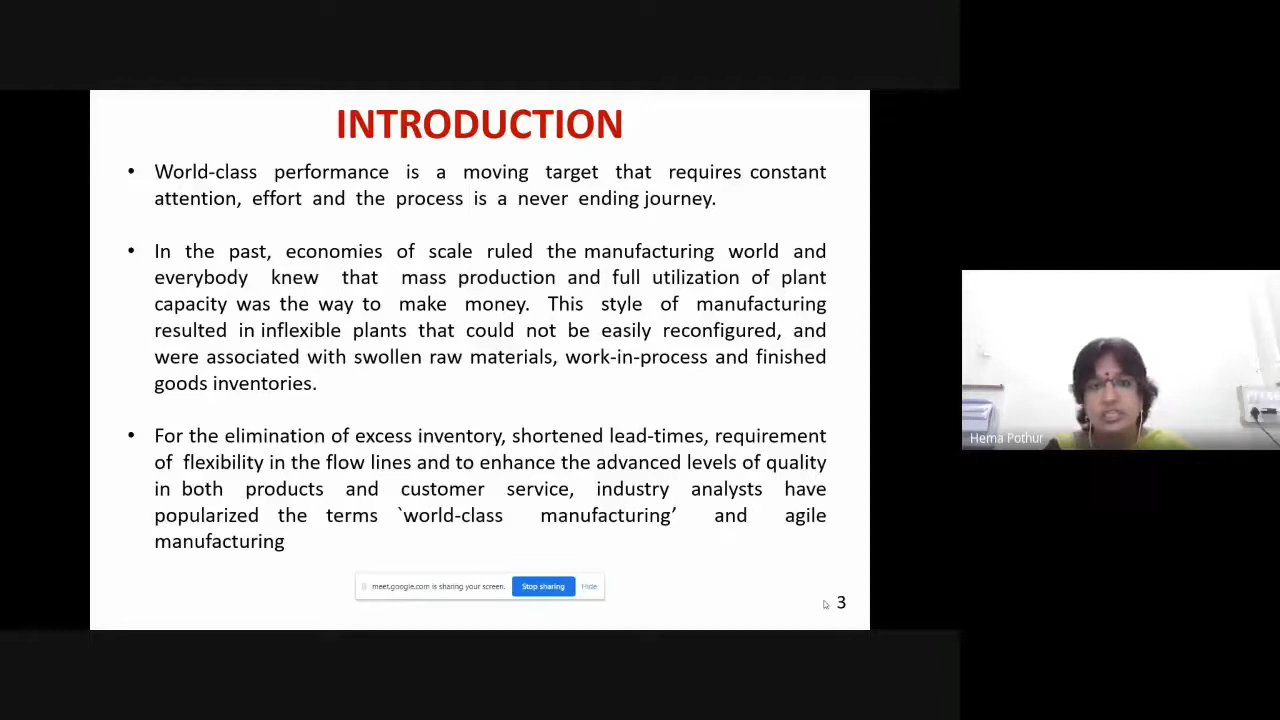 INTRODUCTION
• World-class performance is a moving target that requires constant
attention, effort and the process is a never ending journey.
• In the past, economies of scale ruled the manufacturing world and
everybody knew that mass production and full utilization of plant
capacity was the way to make money. This style of manufacturing
resulted in inflexible plants that could not be easily reconfigured, and
were associated with swollen raw materials, work-in-process and finished
goods inventories.
• For the elimination of excess inventory, shortened lead-times, requirement
of flexibility in the flow lines and to enhance the advanced levels of quality
in both products and customer service, industry analysts have
popularized the terms `world-class manufacturing’ and agile
manufacturing
meet.google.com is sharing your screen. Stop sharing Hide
3
Hema Pothur